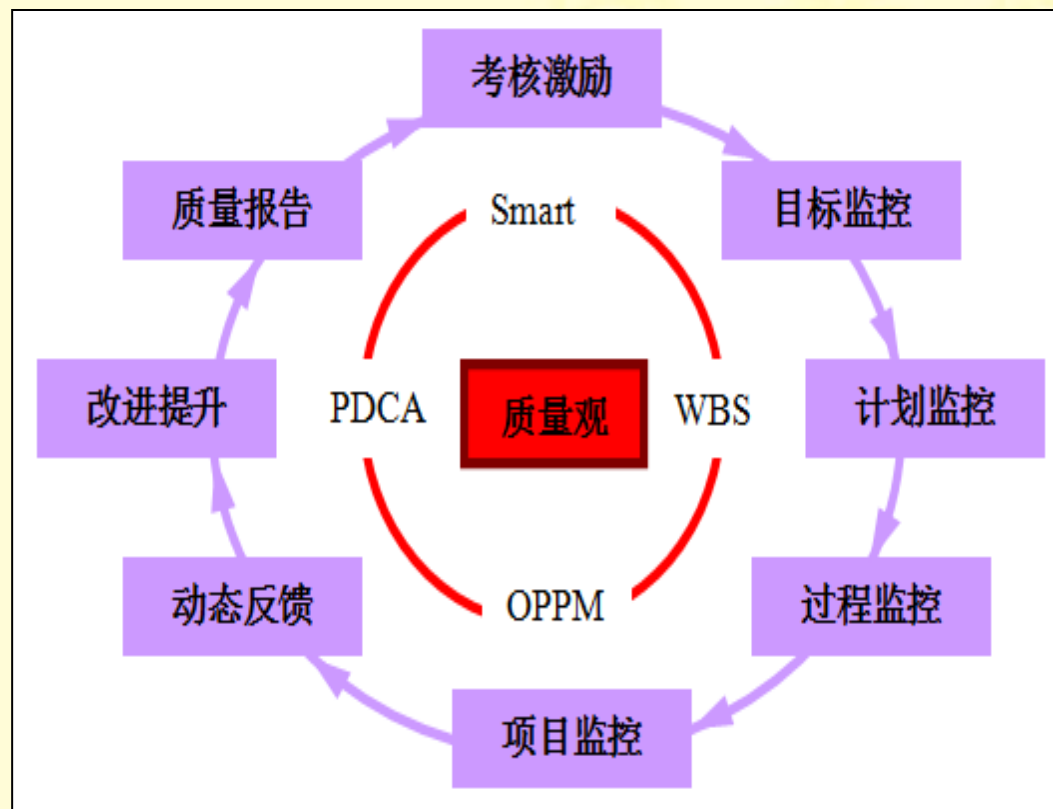 考核激励
质量报告
Smart
目标监控
改进提升
PDCA
质量观
WBS
计划监控
动态反馈
OPPM
过程监控
项目监控